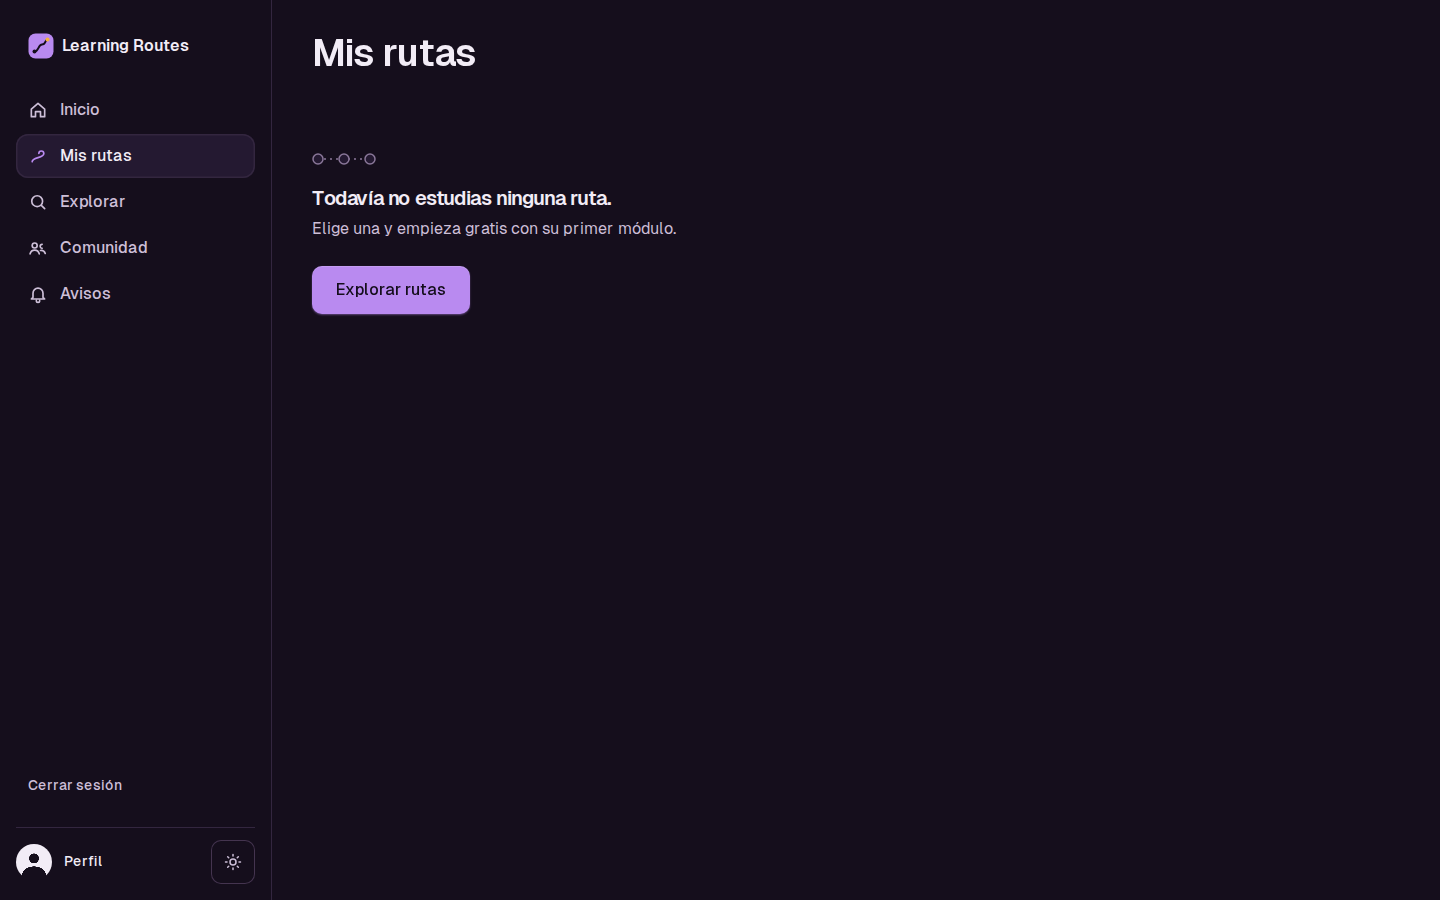 Learning Routes
Inicio
Mis rutas
Explorar
Comunidad
Avisos
Cerrar sesión
Perfil
Mis rutas
Todavía no estudias ninguna ruta.
Elige una y empieza gratis con su primer módulo.
Explorar rutas